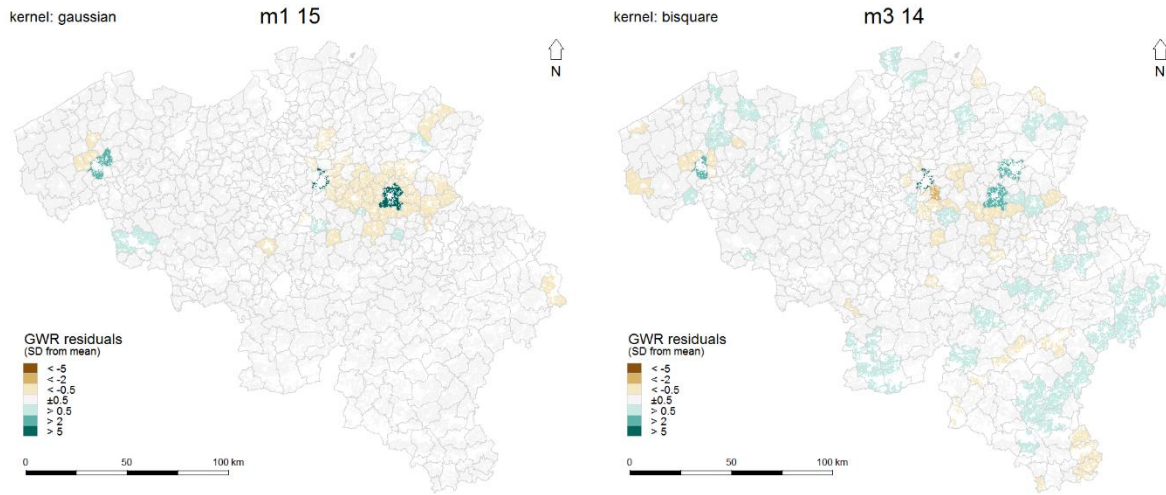 kernel: gaussian
m1 15
N
GWR residuals
(SD from mean)
< -5
< -2
< -0.5
±0.5
> 0.5
> 2
> 5
0 50 100 km
kernel: bisquare
m3 14
N
GWR residuals
(SD from mean)
< -5
< -2
< -0.5
±0.5
> 0.5
> 2
> 5
0 50 100 km